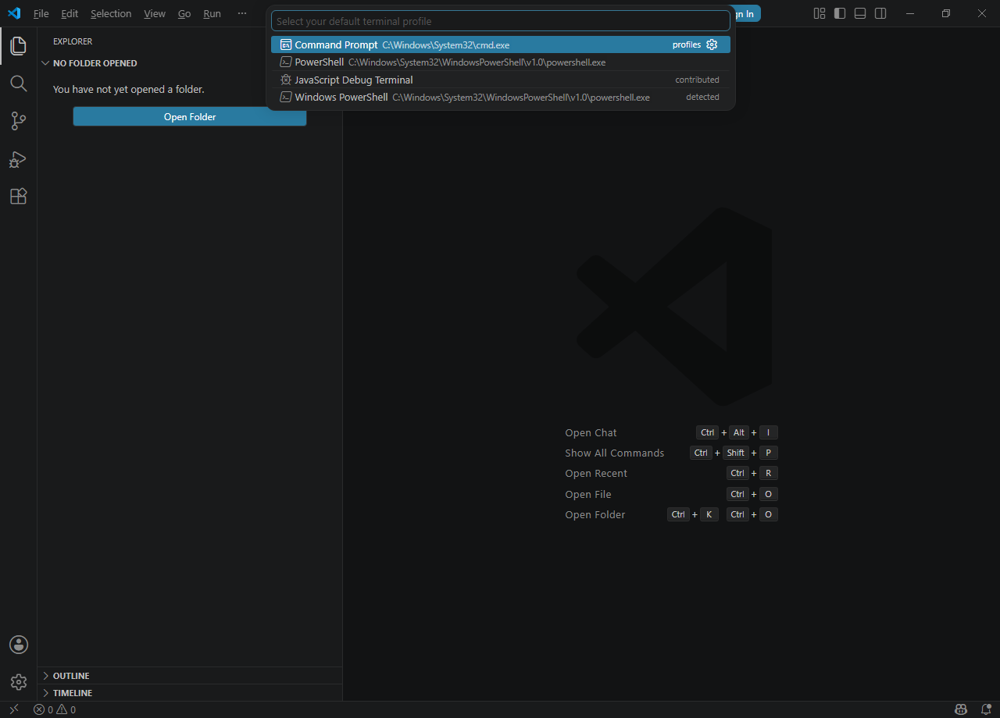 File Edit Selection View Go Run ···
Select your default terminal profile
Command Prompt C:\Windows\System32\cmd.exe profiles
PowerShell C:\Windows\System32\WindowsPowerShell\v1.0\powershell.exe
JavaScript Debug Terminal contributed
Windows PowerShell C:\Windows\System32\WindowsPowerShell\v1.0\powershell.exe detected
In
EXPLORER
NO FOLDER OPENED
You have not yet opened a folder.
Open Folder
Open Chat Ctrl + Alt + I
Show All Commands Ctrl + Shift + P
Open Recent Ctrl + R
Open File Ctrl + O
Open Folder Ctrl + K Ctrl + O
OUTLINE
TIMELINE
0 0